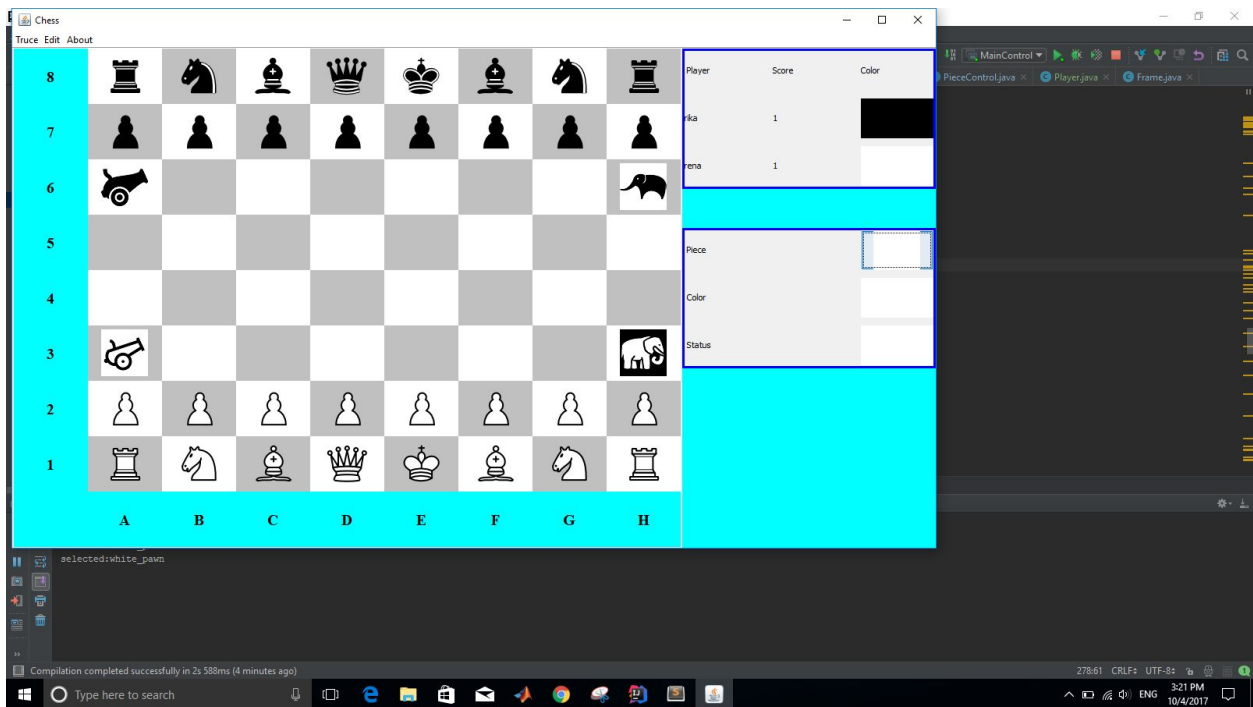 Chess
Truce Edit About
MainControl
PieceControl.java
Player.java
Frame.java
8
7
6
5
4
3
2
1
A B C D E F G H
Player Score Color
rika 1
rena 1
Piece
Color
Status
selected:white_pawn
Compilation completed successfully in 2s 588ms (4 minutes ago)
278:61 CRLF UTF-8
Type here to search
ENG
3:21 PM
10/4/2017